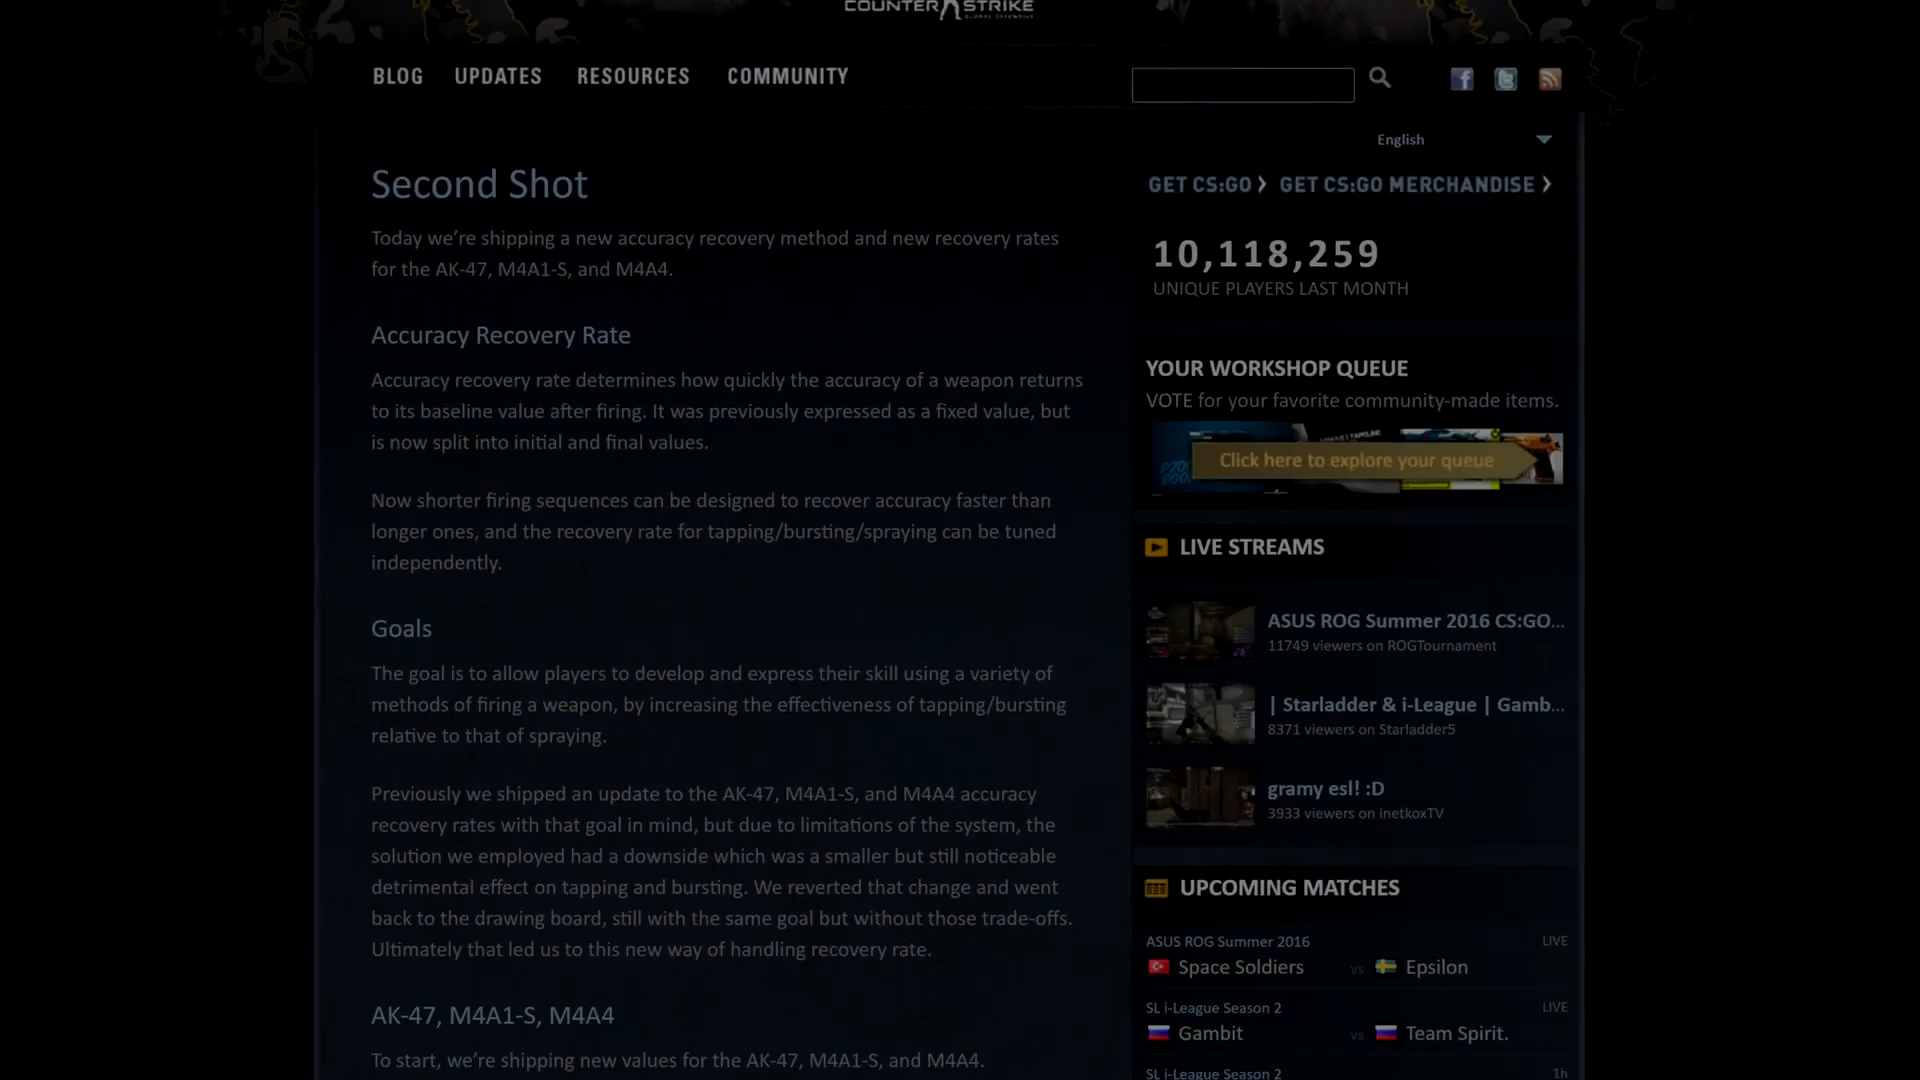 COUNTER STRIKE
GLOBAL OFFENSIVE
BLOG UPDATES RESOURCES COMMUNITY
English
Second Shot
Today we're shipping a new accuracy recovery method and new recovery rates
for the AK-47, M4A1-S, and M4A4.
Accuracy Recovery Rate
Accuracy recovery rate determines how quickly the accuracy of a weapon returns
to its baseline value after firing. It was previously expressed as a fixed value, but
is now split into initial and final values.
Now shorter firing sequences can be designed to recover accuracy faster than
longer ones, and the recovery rate for tapping/bursting/spraying can be tuned
independently.
Goals
The goal is to allow players to develop and express their skill using a variety of
methods of firing a weapon, by increasing the effectiveness of tapping/bursting
relative to that of spraying.
Previously we shipped an update to the AK-47, M4A1-S, and M4A4 accuracy
recovery rates with that goal in mind, but due to limitations of the system, the
solution we employed had a downside which was a smaller but still noticeable
detrimental effect on tapping and bursting. We reverted that change and went
back to the drawing board, still with the same goal but without those trade-offs.
Ultimately that led us to this new way of handling recovery rate.
AK-47, M4A1-S, M4A4
To start, we're shipping new values for the AK-47, M4A1-S, and M4A4.
GET CS:GO GET CS:GO MERCHANDISE
10,118,259
UNIQUE PLAYERS LAST MONTH
YOUR WORKSHOP QUEUE
VOTE for your favorite community-made items.
Click here to explore your queue
LIVE STREAMS
ASUS ROG Summer 2016 CS:GO...
11749 viewers on ROGTournament
| Starladder & i-League | Gamb...
8371 viewers on Starladder5
gramy esl! :D
3933 viewers on inetkoxTV
UPCOMING MATCHES
ASUS ROG Summer 2016 LIVE
Space Soldiers vs Epsilon
SL i-League Season 2 LIVE
Gambit vs Team Spirit.
SL i-League Season 2 1h